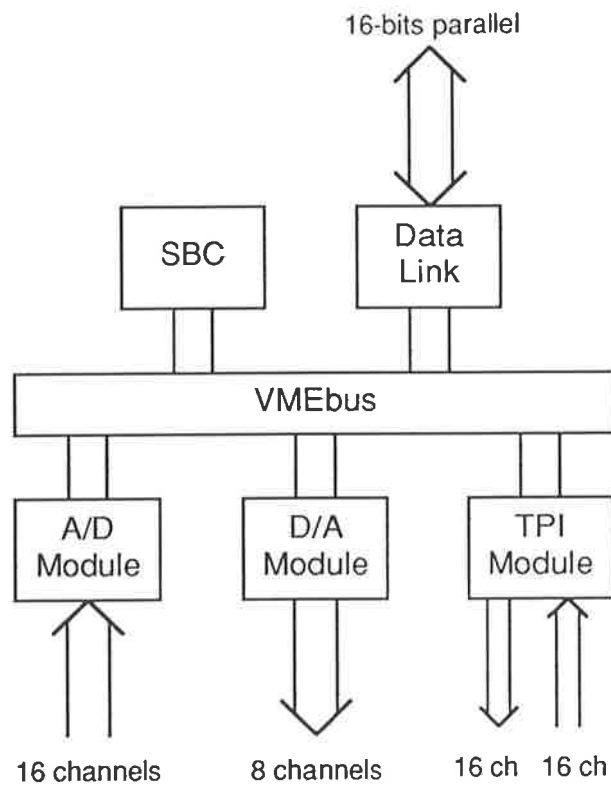 16-bits parallel
SBC
Data
Link
VMEbus
A/D
Module
D/A
Module
TPI
Module
16 channels
8 channels
16 ch
16 ch